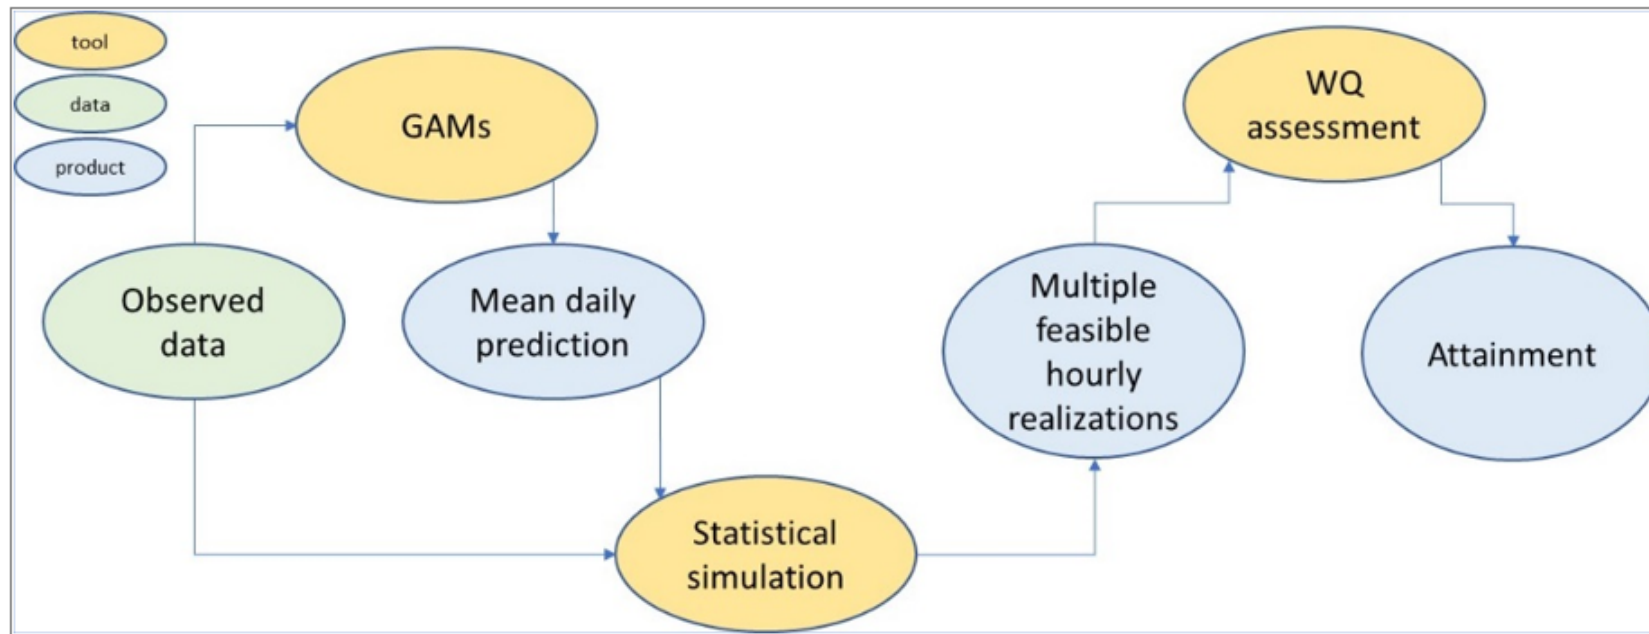 tool
data
product
GAMs
WQ
assessment
Observed
data
Mean daily
prediction
Multiple
feasible
hourly
realizations
Attainment
Statistical
simulation